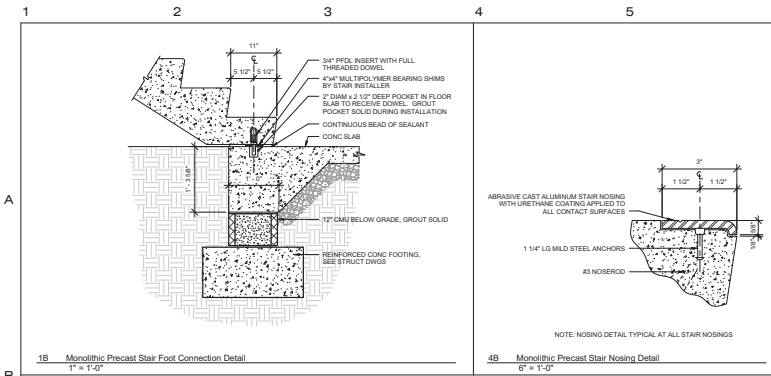 1 2 3 4 5
A
B
11"
℄
5 1/2" 5 1/2"
3/4" PFDL INSERT WITH FULL
THREADED DOWEL
4"x4" MULTIPOLYMER BEARING SHIMS
BY STAIR INSTALLER
2" DIAM x 2 1/2" DEEP POCKET IN FLOOR
SLAB TO RECEIVE DOWEL. GROUT
POCKET SOLID DURING INSTALLATION
CONTINUOUS BEAD OF SEALANT
CONC SLAB
1' - 3 5/8"
12" CMU BELOW GRADE, GROUT SOLID
REINFORCED CONC FOOTING,
SEE STRUCT DWGS
1B Monolithic Precast Stair Foot Connection Detail
1" = 1'-0"
3"
℄
1 1/2" 1 1/2"
ABRASIVE CAST ALUMINUM STAIR NOSING
WITH URETHANE COATING APPLIED TO
ALL CONTACT SURFACES
5/8"
1/8"
1 1/4" LG MILD STEEL ANCHORS
#3 NOSEROD
NOTE: NOSING DETAIL TYPICAL AT ALL STAIR NOSINGS
4B Monolithic Precast Stair Nosing Detail
6" = 1'-0"